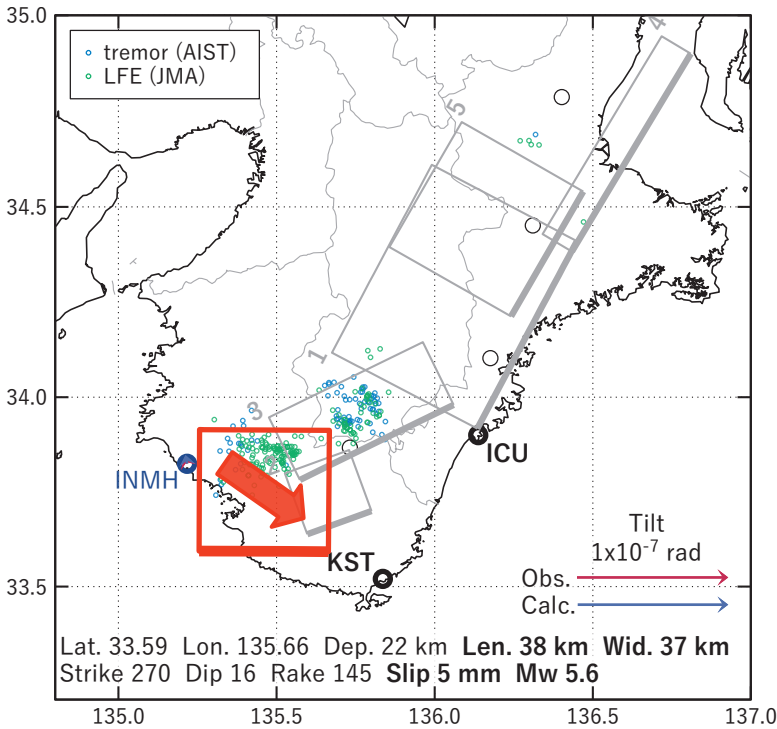 35.0
tremor (AIST)
LFE (JMA)
4
5
34.5
1
34.0
3
2
INMH
ICU
KST
Tilt
1x10⁻⁷ rad
33.5
Obs.
Calc.
Lat. 33.59 Lon. 135.66 Dep. 22 km Len. 38 km Wid. 37 km
Strike 270 Dip 16 Rake 145 Slip 5 mm Mw 5.6
135.0 135.5 136.0 136.5 137.0